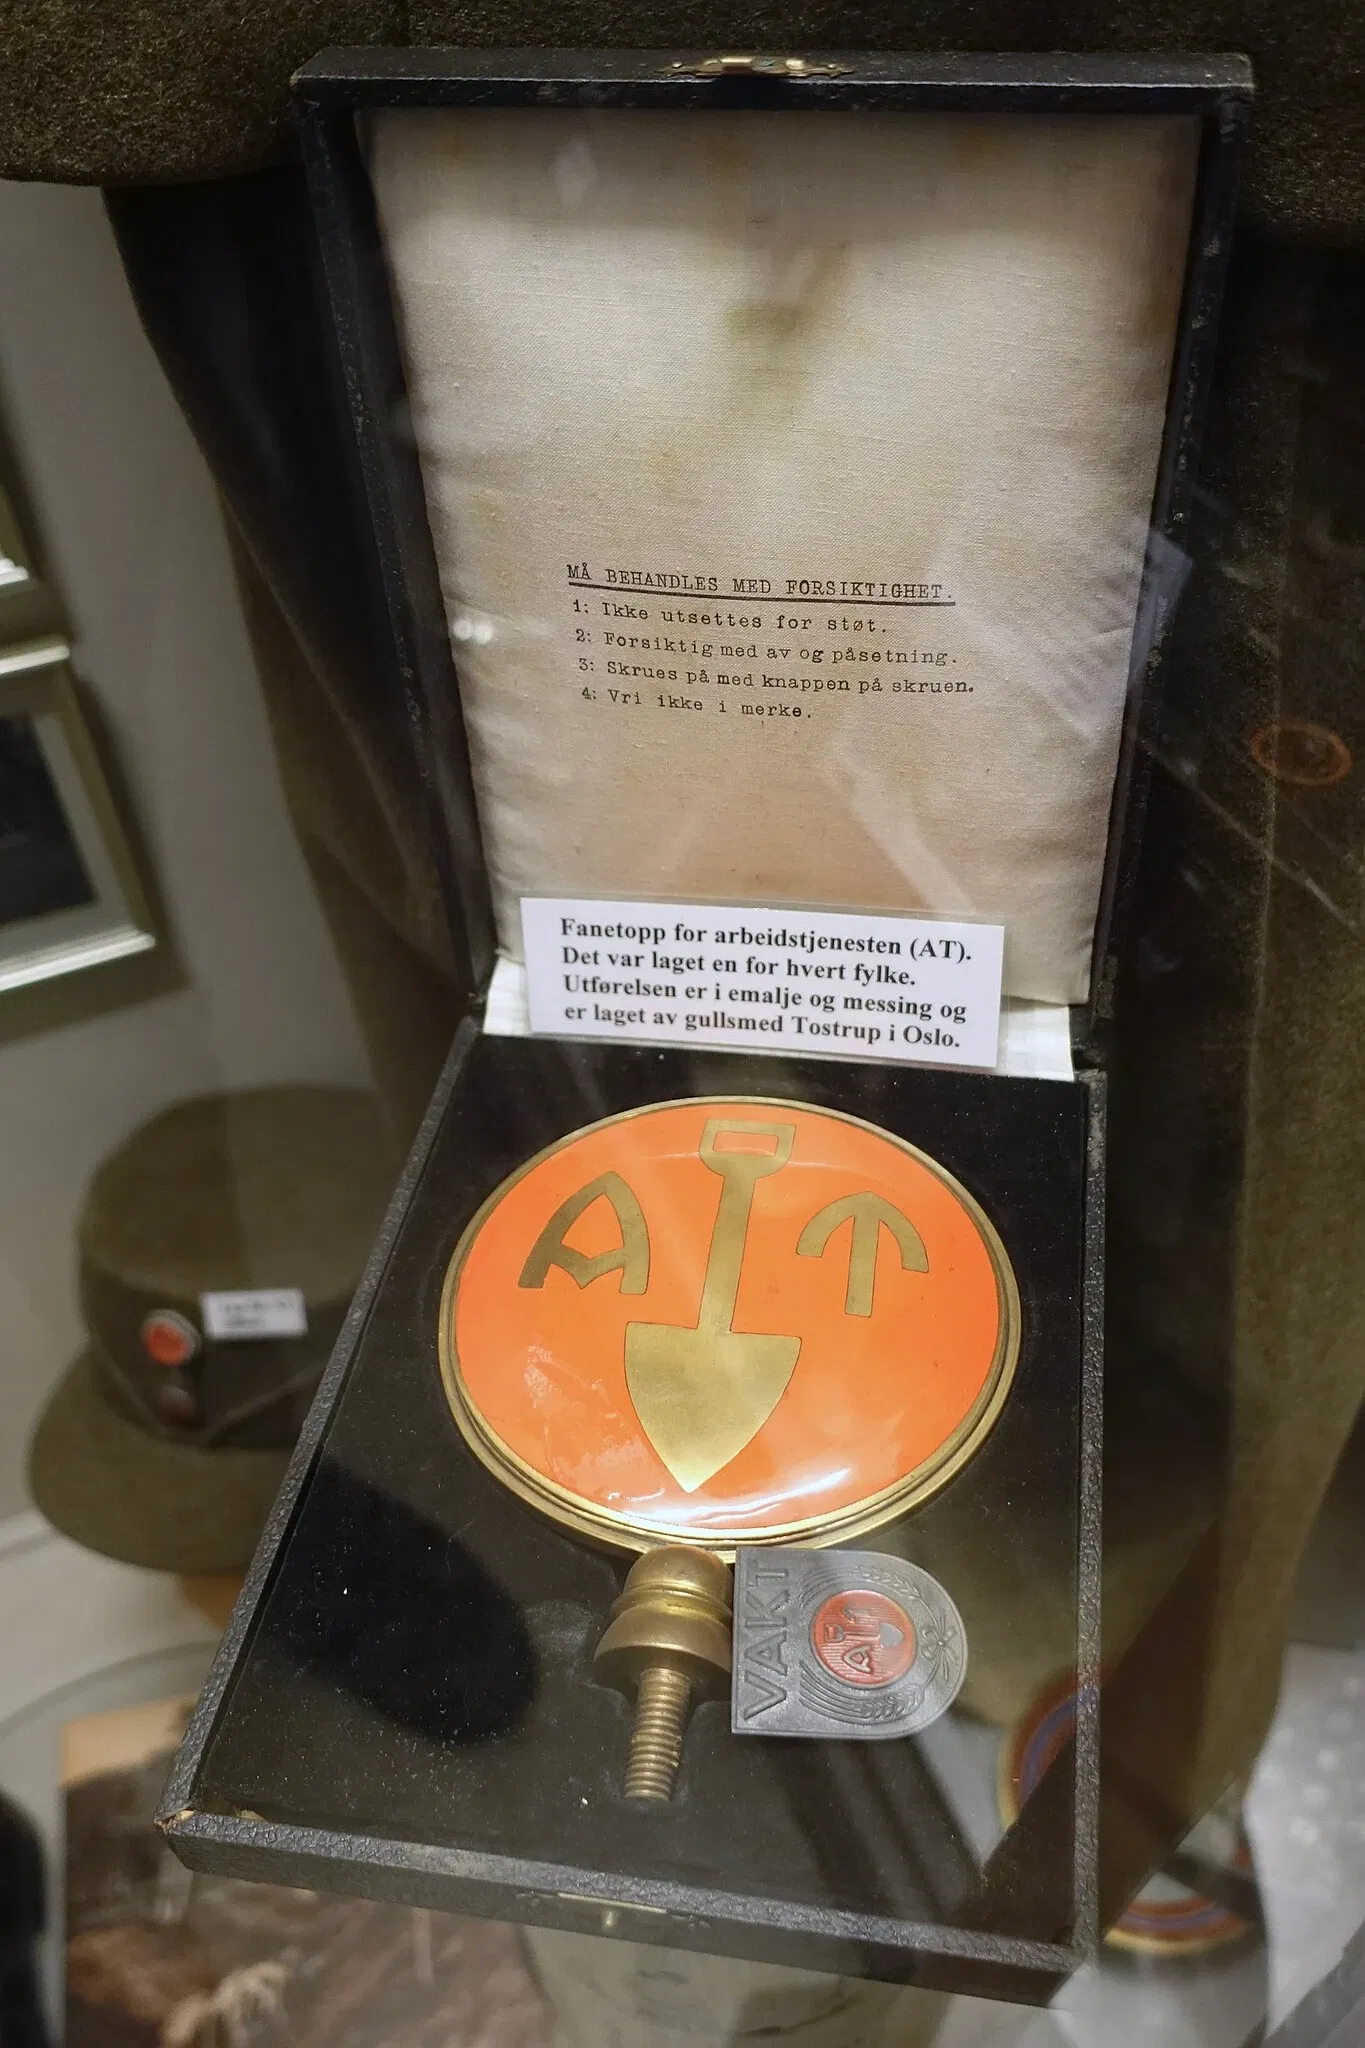 MÅ BEHANDLES MED FORSIKTIGHET.
1: Ikke utsettes for støt.
2: Forsiktig med av og påsetning.
3: Skrues på med knappen på skruen.
4: Vri ikke i merke.
Fanetopp for arbeidstjenesten (AT).
Det var laget en for hvert fylke.
Utførelsen er i emalje og messing og
er laget av gullsmed Tostrup i Oslo.
A T
VAKT
A T